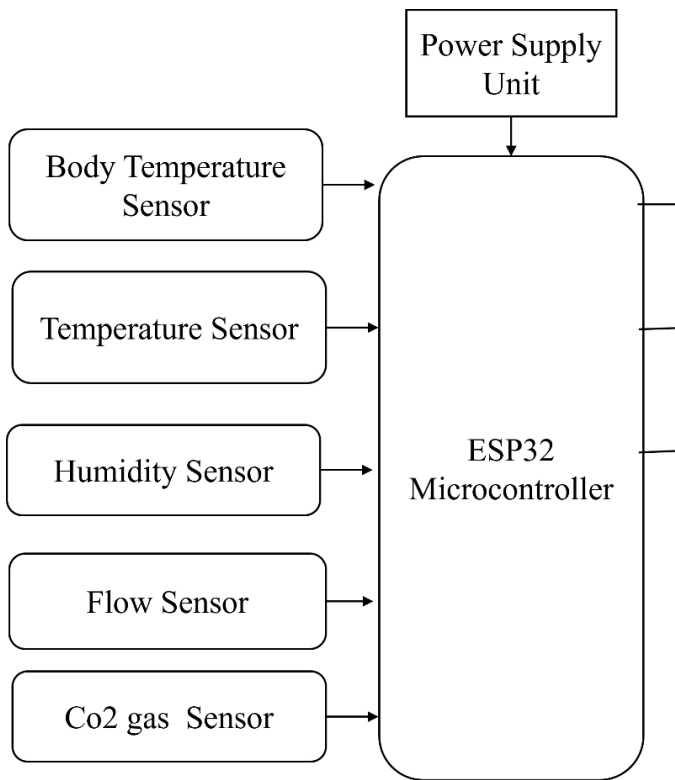 Power Supply
Unit
Body Temperature
Sensor
Temperature Sensor
Humidity Sensor
Flow Sensor
Co2 gas  Sensor
ESP32
Microcontroller